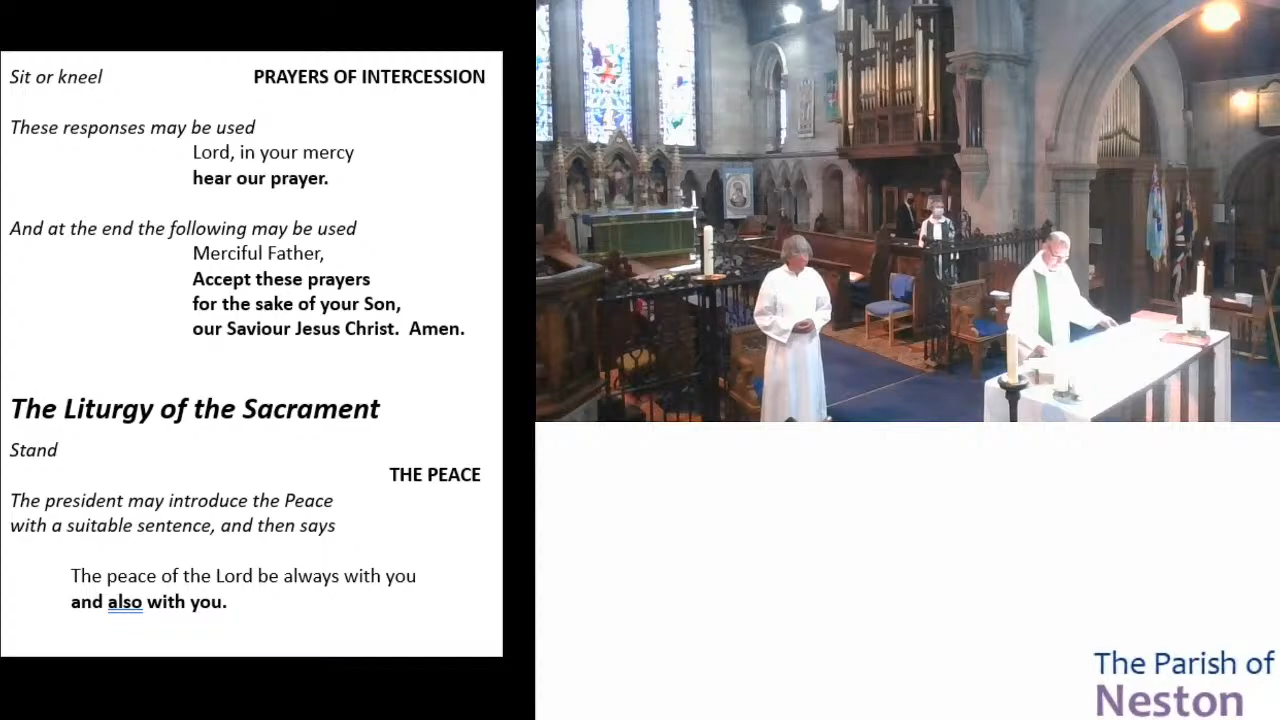 Sit or kneel PRAYERS OF INTERCESSION
These responses may be used
Lord, in your mercy
hear our prayer.
And at the end the following may be used
Merciful Father,
Accept these prayers
for the sake of your Son,
our Saviour Jesus Christ. Amen.
The Liturgy of the Sacrament
Stand
THE PEACE
The president may introduce the Peace
with a suitable sentence, and then says
The peace of the Lord be always with you
and also with you.
The Parish of
Neston